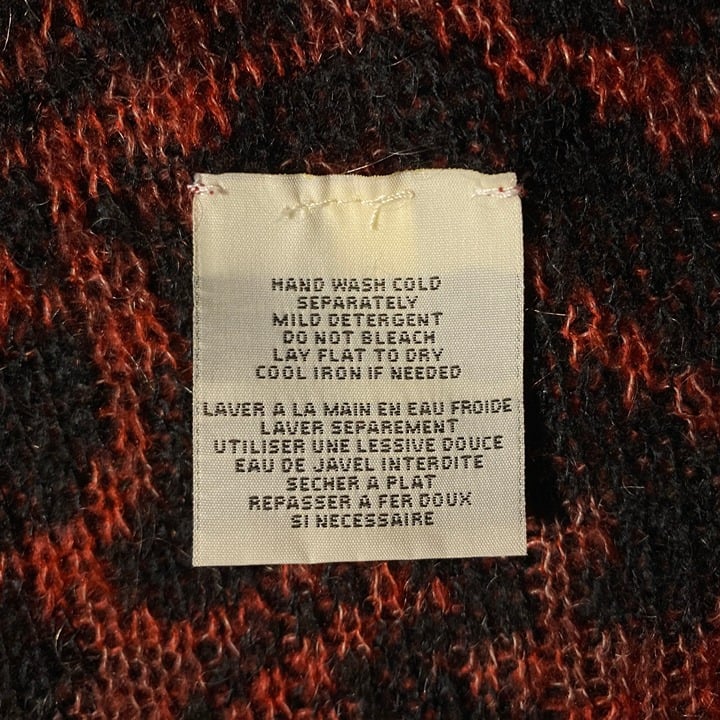 HAND WASH COLD
SEPARATELY
MILD DETERGENT
DO NOT BLEACH
LAY FLAT TO DRY
COOL IRON IF NEEDED
LAVER A LA MAIN EN EAU FROIDE
LAVER SEPAREMENT
UTILISER UNE LESSIVE DOUCE
EAU DE JAVEL INTERDITE
SECHER A PLAT
REPASSER A FER DOUX
SI NECESSAIRE